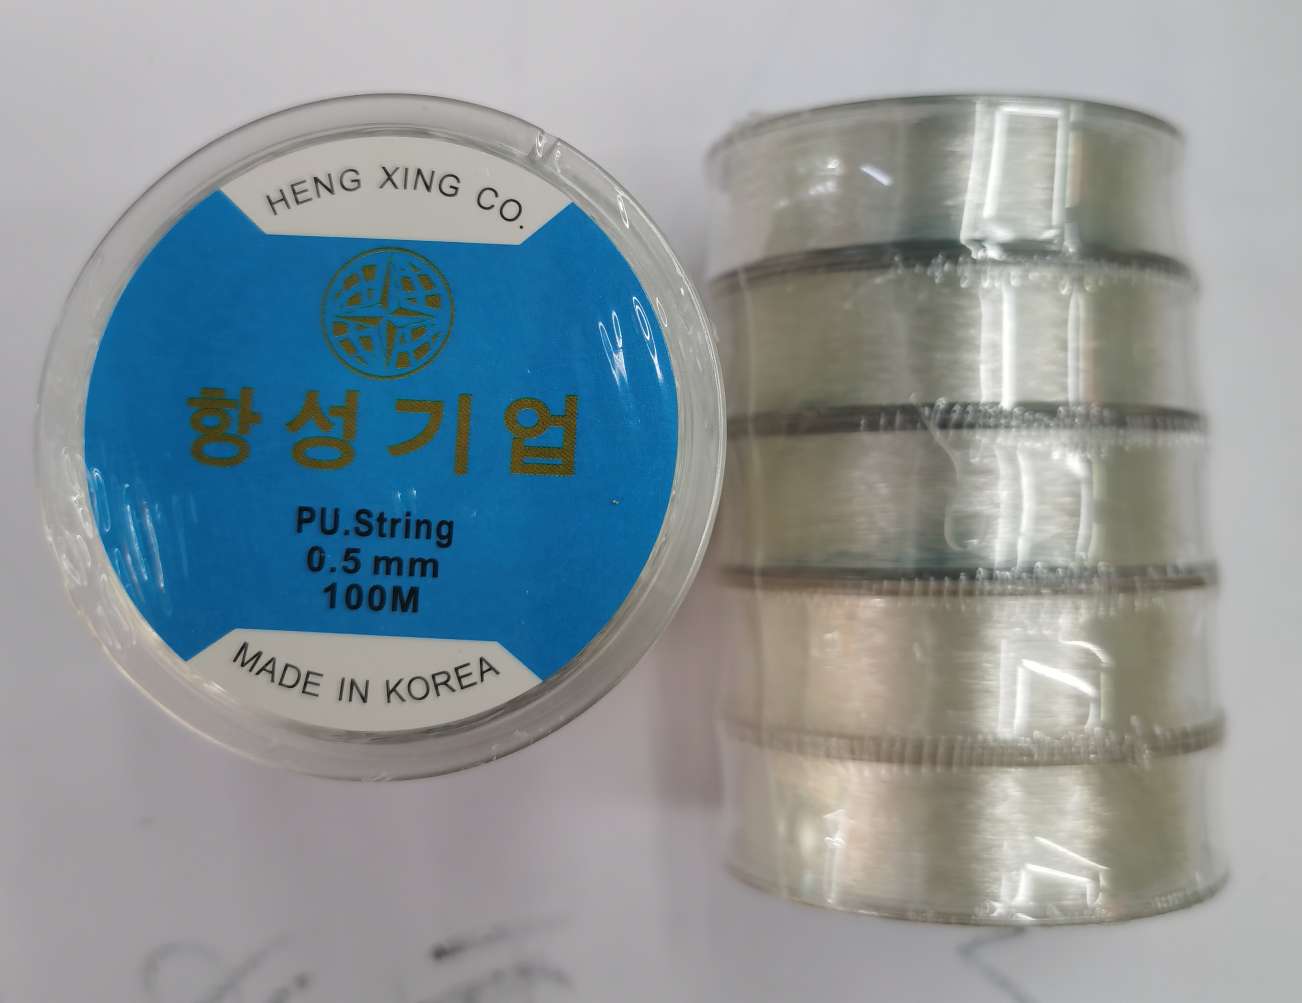 HENG XING CO.
항성기업
PU.String
0.5 mm
100M
MADE IN KOREA